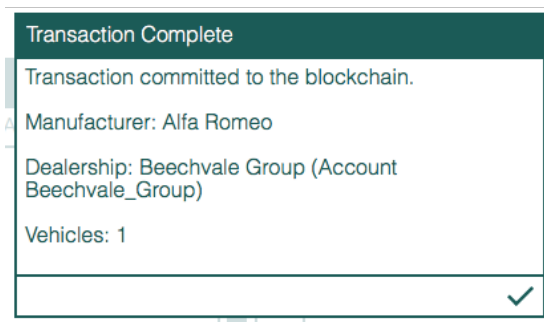 Transaction Complete
Transaction committed to the blockchain.
Manufacturer: Alfa Romeo
Dealership: Beechvale Group (Account
Beechvale_Group)
Vehicles: 1